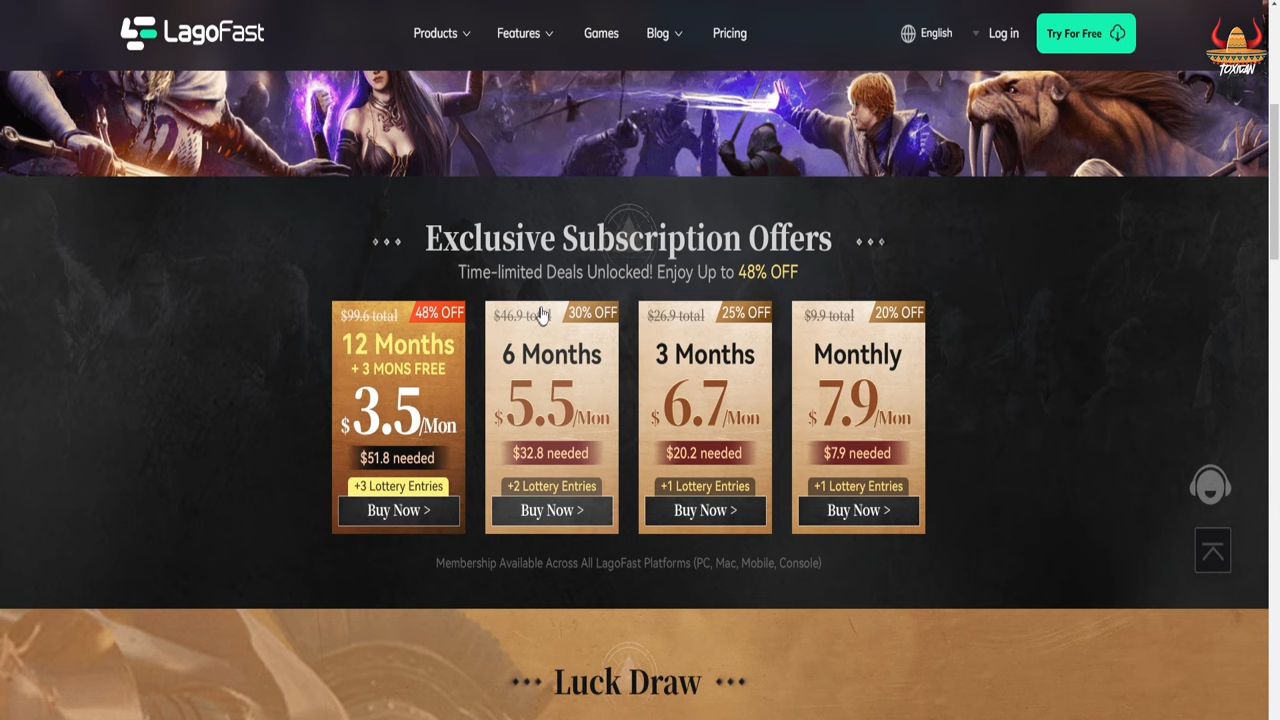 LagoFast
Products
Features
Games
Blog
Pricing
English
Log in
Try For Free
TOXNAN
Exclusive Subscription Offers
Time-limited Deals Unlocked! Enjoy Up to 48% OFF
$99.6 total
48% OFF
12 Months
+ 3 MONS FREE
$3.5/Mon
$51.8 needed
+3 Lottery Entries
Buy Now >
$46.9 total
30% OFF
6 Months
$5.5/Mon
$32.8 needed
+2 Lottery Entries
Buy Now >
$26.9 total
25% OFF
3 Months
$6.7/Mon
$20.2 needed
+1 Lottery Entries
Buy Now >
$9.9 total
20% OFF
Monthly
$7.9/Mon
$7.9 needed
+1 Lottery Entries
Buy Now >
Membership Available Across All LagoFast Platforms (PC, Mac, Mobile, Console)
Luck Draw